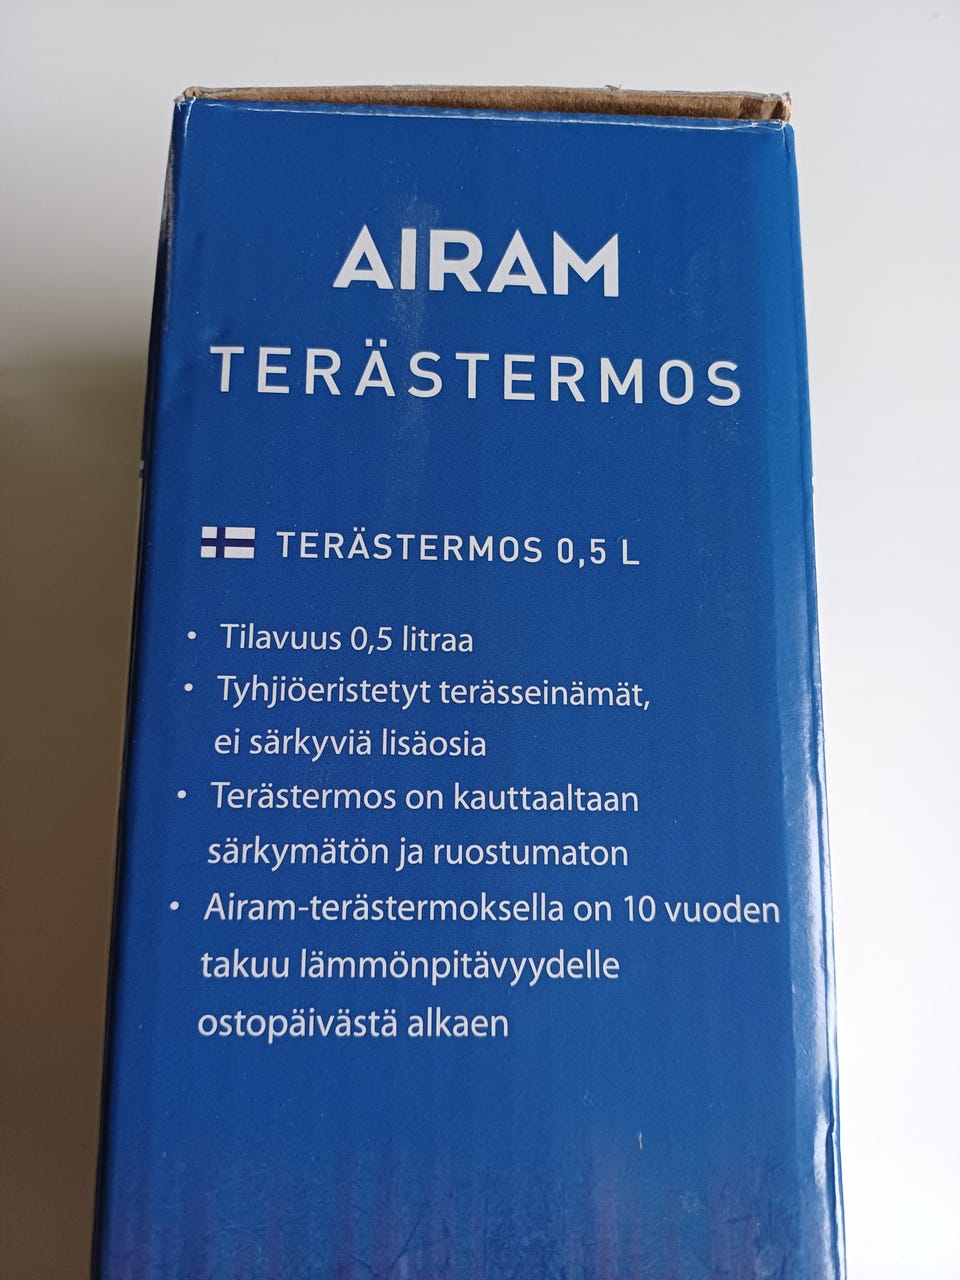 AIRAM
TERÄSTERMOS
TERÄSTERMOS 0,5 L
• Tilavuus 0,5 litraa
• Tyhjiöeristetyt terässeinämät,
ei särkyviä lisäosia
• Terästermos on kauttaaltaan
särkymätön ja ruostumaton
• Airam-terästermoksella on 10 vuoden
takuu lämmönpitävyydelle
ostopäivästä alkaen